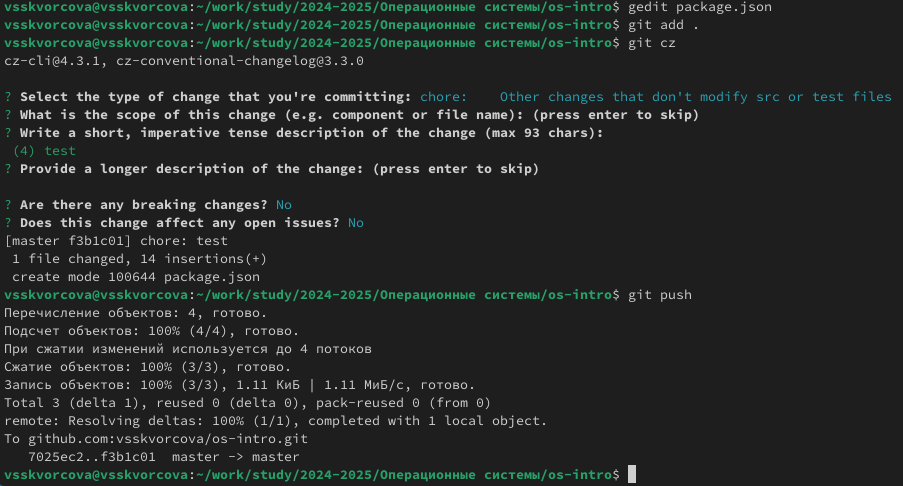 vsskvorcova@vsskvorcova:~/work/study/2024-2025/Операционные системы/os-intro$ gedit package.json
vsskvorcova@vsskvorcova:~/work/study/2024-2025/Операционные системы/os-intro$ git add .
vsskvorcova@vsskvorcova:~/work/study/2024-2025/Операционные системы/os-intro$ git cz
cz-cli@4.3.1, cz-conventional-changelog@3.3.0
? Select the type of change that you're committing: chore:    Other changes that don't modify src or test files
? What is the scope of this change (e.g. component or file name): (press enter to skip)
? Write a short, imperative tense description of the change (max 93 chars):
 (4) test
? Provide a longer description of the change: (press enter to skip)
? Are there any breaking changes? No
? Does this change affect any open issues? No
[master f3b1c01] chore: test
 1 file changed, 14 insertions(+)
 create mode 100644 package.json
vsskvorcova@vsskvorcova:~/work/study/2024-2025/Операционные системы/os-intro$ git push
Перечисление объектов: 4, готово.
Подсчет объектов: 100% (4/4), готово.
При сжатии изменений используется до 4 потоков
Сжатие объектов: 100% (3/3), готово.
Запись объектов: 100% (3/3), 1.11 КиБ | 1.11 МиБ/с, готово.
Total 3 (delta 1), reused 0 (delta 0), pack-reused 0 (from 0)
remote: Resolving deltas: 100% (1/1), completed with 1 local object.
To github.com:vsskvorcova/os-intro.git
   7025ec2..f3b1c01  master -> master
vsskvorcova@vsskvorcova:~/work/study/2024-2025/Операционные системы/os-intro$